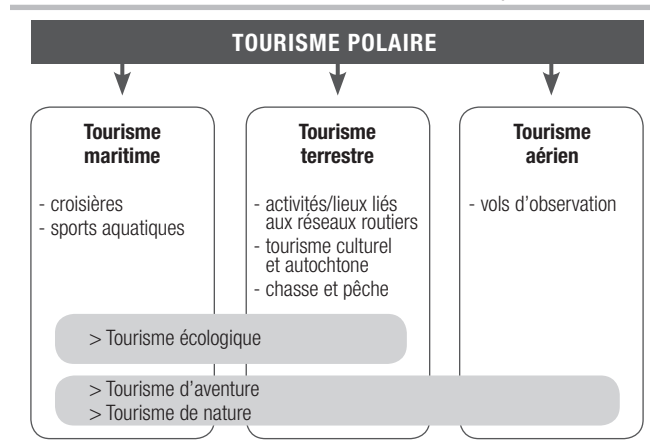 TOURISME POLAIRE
Tourisme
maritime
- croisières
- sports aquatiques
Tourisme
terrestre
- activités/lieux liés
aux réseaux routiers
- tourisme culturel
et autochtone
- chasse et pêche
Tourisme
aérien
- vols d'observation
> Tourisme écologique
> Tourisme d'aventure
> Tourisme de nature